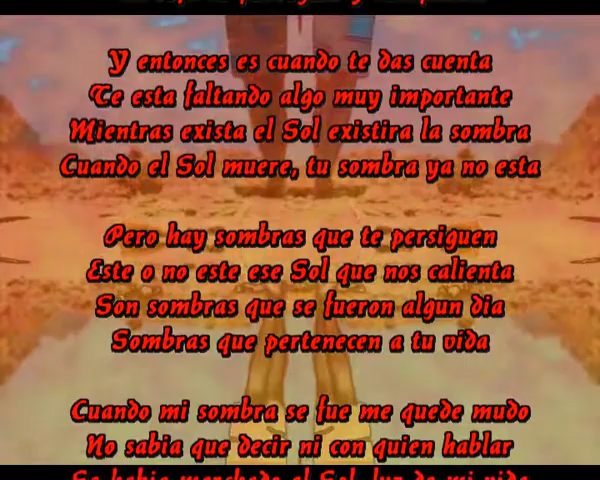 Y entonces es cuando te das cuenta
Te esta faltando algo muy importante
Mientras exista el Sol existira la sombra
Cuando el Sol muere, tu sombra ya no esta
Pero hay sombras que te persiguen
Este o no este ese Sol que nos calienta
Son sombras que se fueron algun dia
Sombras que pertenecen a tu vida
Cuando mi sombra se fue me quede mudo
No sabia que decir ni con quien hablar
Se habia marchado el Sol, luz de mi vida